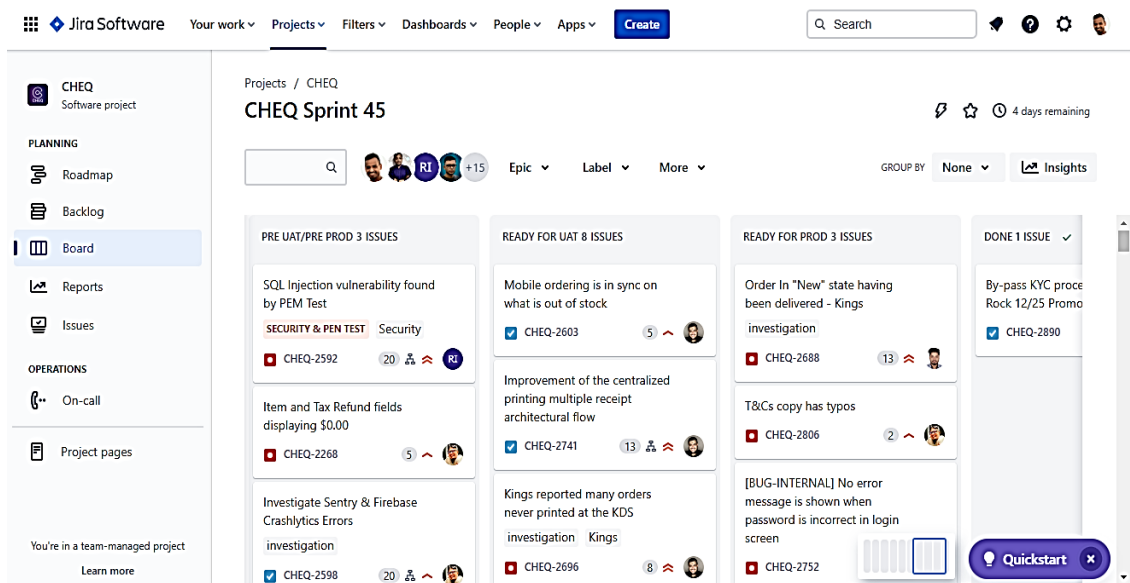 Jira Software
Your work
Projects
Filters
Dashboards
People
Apps
Create
Search
CHEQ
Software project
PLANNING
Roadmap
Backlog
Board
Reports
Issues
OPERATIONS
On-call
Project pages
You're in a team-managed project
Learn more
Projects / CHEQ
CHEQ Sprint 45
4 days remaining
RI
+15
Epic
Label
More
GROUP BY
None
Insights
PRE UAT/PRE PROD 3 ISSUES
SQL Injection vulnerability found
by PEM Test
SECURITY & PEN TEST Security
CHEQ-2592 20 RI
Item and Tax Refund fields
displaying $0.00
CHEQ-2268 5
Investigate Sentry & Firebase
Crashlytics Errors
investigation
CHEQ-2598 20
READY FOR UAT 8 ISSUES
Mobile ordering is in sync on
what is out of stock
CHEQ-2603 5
Improvement of the centralized
printing multiple receipt
architectural flow
CHEQ-2741 13
Kings reported many orders
never printed at the KDS
investigation Kings
CHEQ-2696 8
READY FOR PROD 3 ISSUES
Order In "New" state having
been delivered - Kings
investigation
CHEQ-2688 13
T&Cs copy has typos
CHEQ-2806 2
[BUG-INTERNAL] No error
message is shown when
password is incorrect in login
screen
CHEQ-2752
DONE 1 ISSUE
By-pass KYC proce
Rock 12/25 Promo
CHEQ-2890
Quickstart